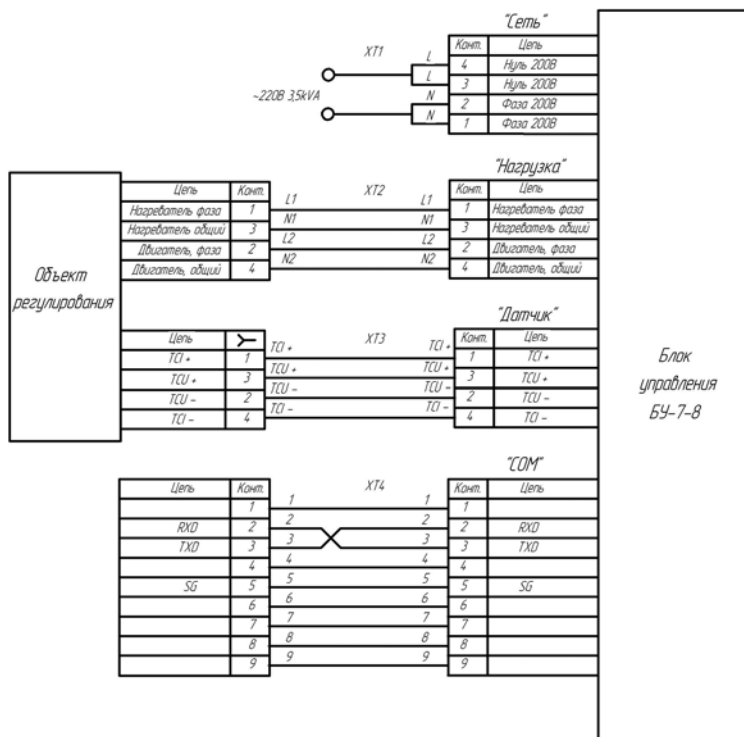 "Сеть"
XT1
Конт. Цепь
L 4 Нуль 200В
L 3 Нуль 200В
~220В 3,5kVA
N 2 Фаза 200В
N 1 Фаза 200В
"Нагрузка"
Цепь Конт. XT2 Конт. Цепь
Нагреватель фаза 1 L1 L1 1 Нагреватель фаза
Нагреватель общий 3 N1 N1 3 Нагреватель общий
Двигатель, фаза 2 L2 L2 2 Двигатель, фаза
Двигатель, общий 4 N2 N2 4 Двигатель, общий
Объект
регулирования
"Датчик"
Цепь XT3 Конт. Цепь
TCI + 1 TCI + TCI + 1 TCI +
TCU + 3 TCU + TCU + 3 TCU +
TCU - 2 TCU - TCU - 2 TCU -
TCI - 4 TCI - TCI - 4 TCI -
Блок
управления
БУ-7-8
"COM"
Цепь Конт. XT4 Конт. Цепь
1 1 1 1
RXD 2 2 2 2 RXD
TXD 3 3 3 3 TXD
4 4 4 4
SG 5 5 5 5 SG
6 6 6 6
7 7 7 7
8 8 8 8
9 9 9 9